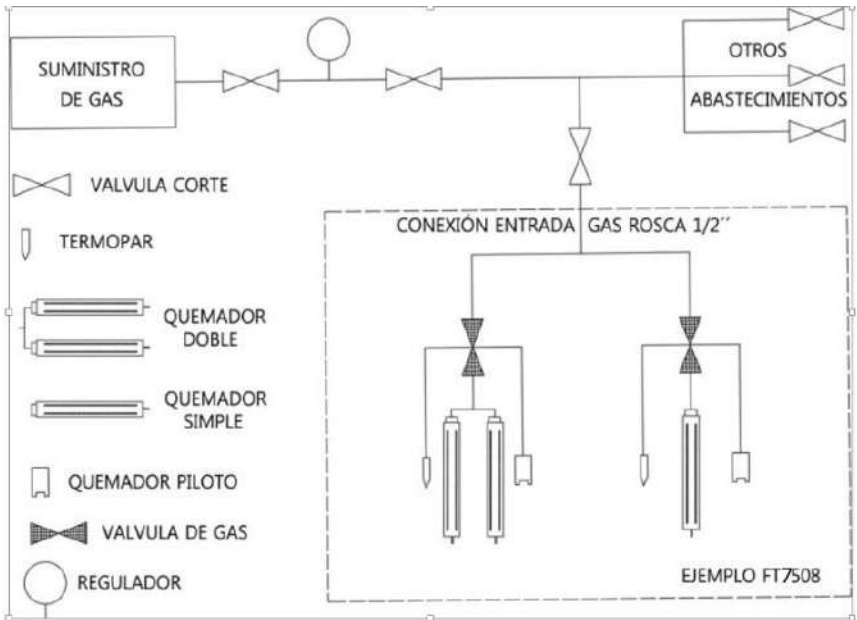 SUMINISTRO
DE GAS
OTROS
ABASTECIMIENTOS
VALVULA CORTE
TERMOPAR
QUEMADOR
DOBLE
QUEMADOR
SIMPLE
QUEMADOR PILOTO
VALVULA DE GAS
REGULADOR
CONEXIÓN ENTRADA GAS ROSCA 1/2´´
EJEMPLO FT7508